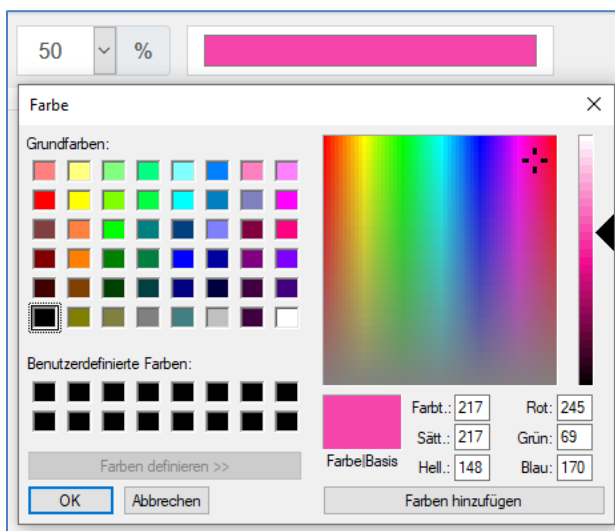 50 %
Farbe
Grundfarben:
Benutzerdefinierte Farben:
Farben definieren >>
OK Abbrechen
Farbe|Basis
Farbt.: 217 Rot: 245
Sätt.: 217 Grün: 69
Hell.: 148 Blau: 170
Farben hinzufügen